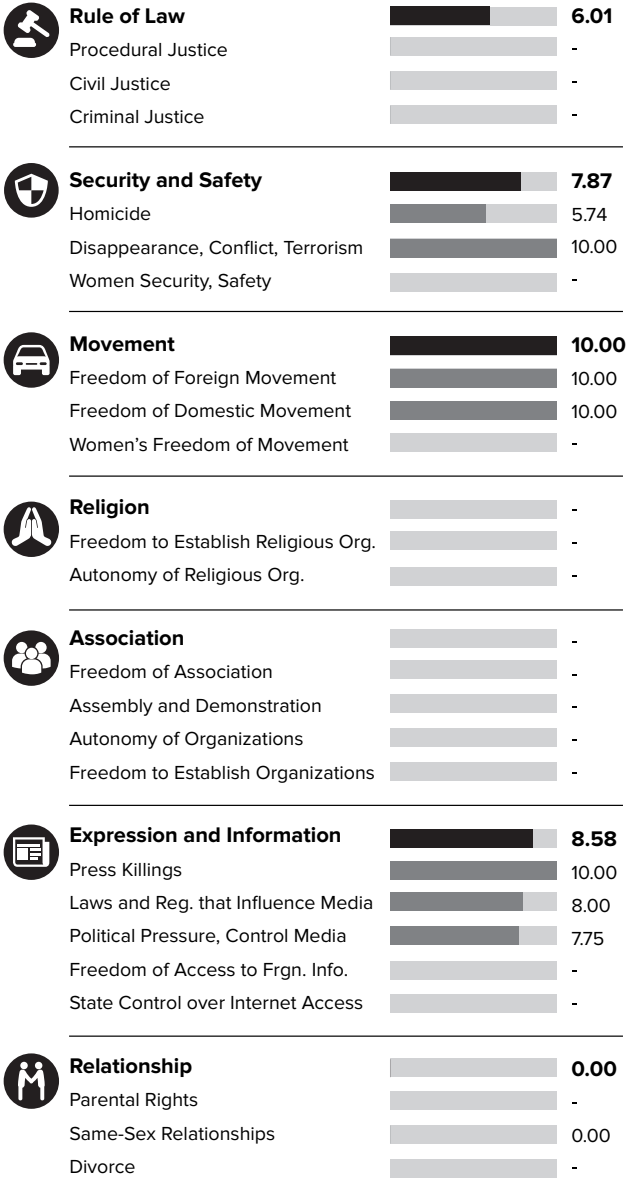 Rule of Law 6.01
Procedural Justice -
Civil Justice -
Criminal Justice -
Security and Safety 7.87
Homicide 5.74
Disappearance, Conflict, Terrorism 10.00
Women Security, Safety -
Movement 10.00
Freedom of Foreign Movement 10.00
Freedom of Domestic Movement 10.00
Women’s Freedom of Movement -
Religion -
Freedom to Establish Religious Org. -
Autonomy of Religious Org. -
Association -
Freedom of Association -
Assembly and Demonstration -
Autonomy of Organizations -
Freedom to Establish Organizations -
Expression and Information 8.58
Press Killings 10.00
Laws and Reg. that Influence Media 8.00
Political Pressure, Control Media 7.75
Freedom of Access to Frgn. Info. -
State Control over Internet Access -
Relationship 0.00
Parental Rights -
Same-Sex Relationships 0.00
Divorce -